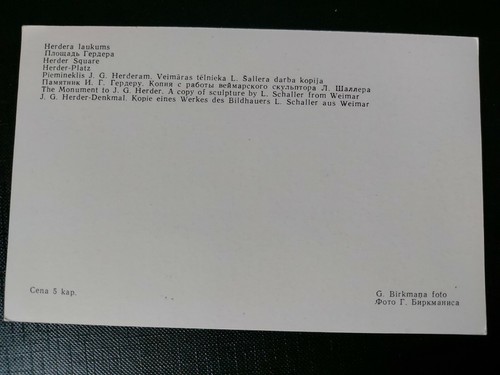 Herdera laukums
Площадь Гердера
Herder Square
Herder-Platz
Piemineklis J. G. Herderam. Veimāras tēlnieka L. Šallera darba kopija
Памятник И. Г. Гердеру. Копия с работы веймарского скульптора Л. Шаллера
The Monument to J. G. Herder. A copy of sculpture by L. Schaller from Weimar
J. G. Herder-Denkmal. Kopie eines Werkes des Bildhauers L. Schaller aus Weimar
Cena 5 kap.
G. Birkmaņa foto
Фото Г. Биркманиса